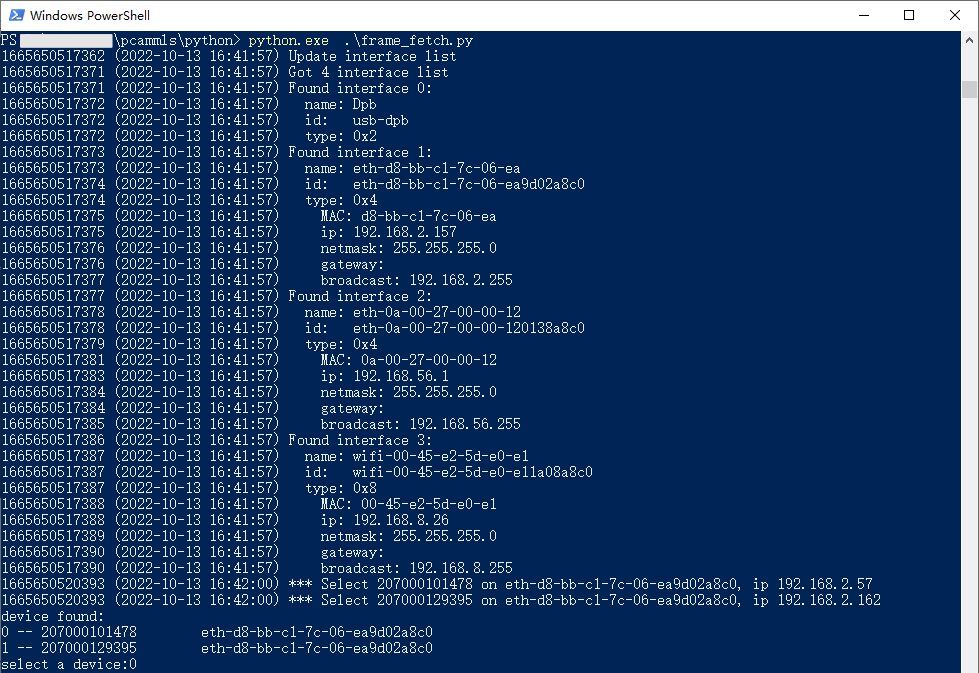 Windows PowerShell
PS \pcammls\python> python.exe .\frame_fetch.py
1665650517362 (2022-10-13 16:41:57) Update interface list
1665650517371 (2022-10-13 16:41:57) Got 4 interface list
1665650517371 (2022-10-13 16:41:57) Found interface 0:
1665650517372 (2022-10-13 16:41:57)   name: Dpb
1665650517372 (2022-10-13 16:41:57)   id:   usb-dpb
1665650517372 (2022-10-13 16:41:57)   type: 0x2
1665650517373 (2022-10-13 16:41:57) Found interface 1:
1665650517373 (2022-10-13 16:41:57)   name: eth-d8-bb-c1-7c-06-ea
1665650517374 (2022-10-13 16:41:57)   id:   eth-d8-bb-c1-7c-06-ea9d02a8c0
1665650517374 (2022-10-13 16:41:57)   type: 0x4
1665650517375 (2022-10-13 16:41:57)     MAC: d8-bb-c1-7c-06-ea
1665650517375 (2022-10-13 16:41:57)     ip: 192.168.2.157
1665650517376 (2022-10-13 16:41:57)     netmask: 255.255.255.0
1665650517376 (2022-10-13 16:41:57)     gateway:
1665650517377 (2022-10-13 16:41:57)     broadcast: 192.168.2.255
1665650517377 (2022-10-13 16:41:57) Found interface 2:
1665650517378 (2022-10-13 16:41:57)   name: eth-0a-00-27-00-00-12
1665650517378 (2022-10-13 16:41:57)   id:   eth-0a-00-27-00-00-120138a8c0
1665650517379 (2022-10-13 16:41:57)   type: 0x4
1665650517381 (2022-10-13 16:41:57)     MAC: 0a-00-27-00-00-12
1665650517383 (2022-10-13 16:41:57)     ip: 192.168.56.1
1665650517384 (2022-10-13 16:41:57)     netmask: 255.255.255.0
1665650517384 (2022-10-13 16:41:57)     gateway:
1665650517385 (2022-10-13 16:41:57)     broadcast: 192.168.56.255
1665650517386 (2022-10-13 16:41:57) Found interface 3:
1665650517387 (2022-10-13 16:41:57)   name: wifi-00-45-e2-5d-e0-e1
1665650517387 (2022-10-13 16:41:57)   id:   wifi-00-45-e2-5d-e0-e11a08a8c0
1665650517387 (2022-10-13 16:41:57)   type: 0x8
1665650517388 (2022-10-13 16:41:57)     MAC: 00-45-e2-5d-e0-e1
1665650517388 (2022-10-13 16:41:57)     ip: 192.168.8.26
1665650517389 (2022-10-13 16:41:57)     netmask: 255.255.255.0
1665650517390 (2022-10-13 16:41:57)     gateway:
1665650517390 (2022-10-13 16:41:57)     broadcast: 192.168.8.255
1665650520393 (2022-10-13 16:42:00) *** Select 207000101478 on eth-d8-bb-c1-7c-06-ea9d02a8c0, ip 192.168.2.57
1665650520393 (2022-10-13 16:42:00) *** Select 207000129395 on eth-d8-bb-c1-7c-06-ea9d02a8c0, ip 192.168.2.162
device found:
0 -- 207000101478        eth-d8-bb-c1-7c-06-ea9d02a8c0
1 -- 207000129395        eth-d8-bb-c1-7c-06-ea9d02a8c0
select a device:0